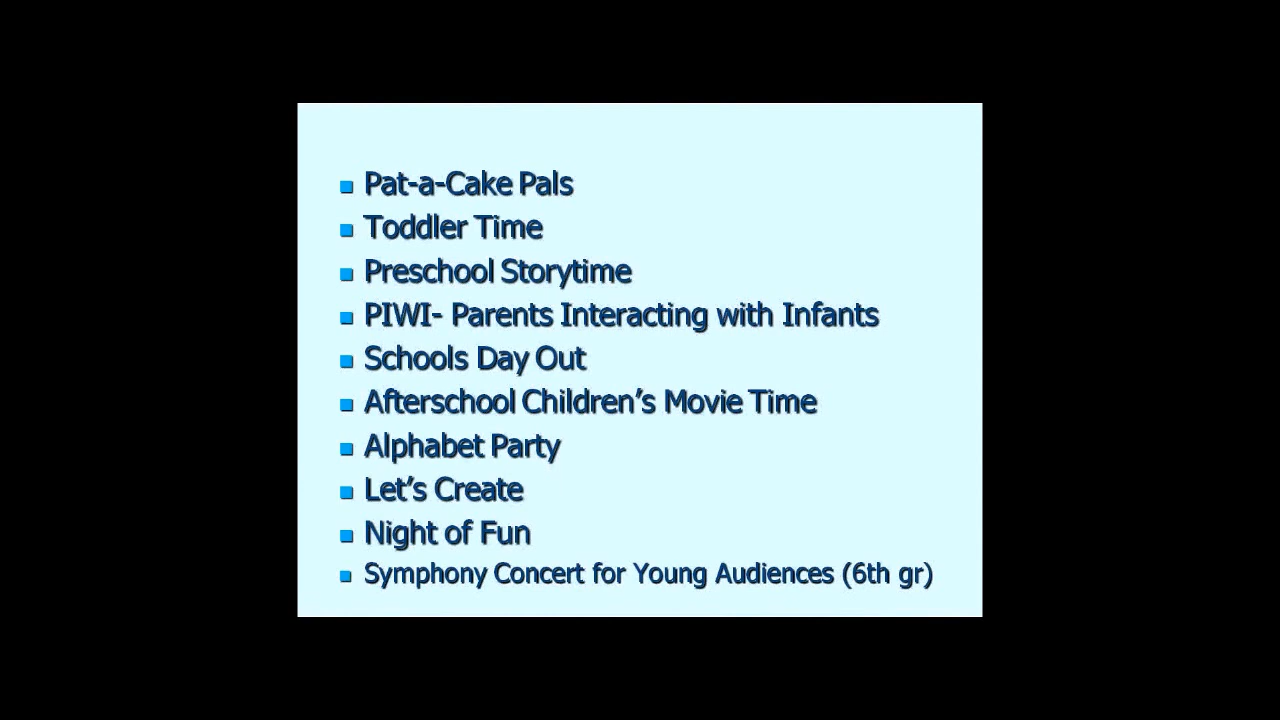 Pat-a-Cake Pals
Toddler Time
Preschool Storytime
PIWI- Parents Interacting with Infants
Schools Day Out
Afterschool Children’s Movie Time
Alphabet Party
Let’s Create
Night of Fun
Symphony Concert for Young Audiences (6th gr)